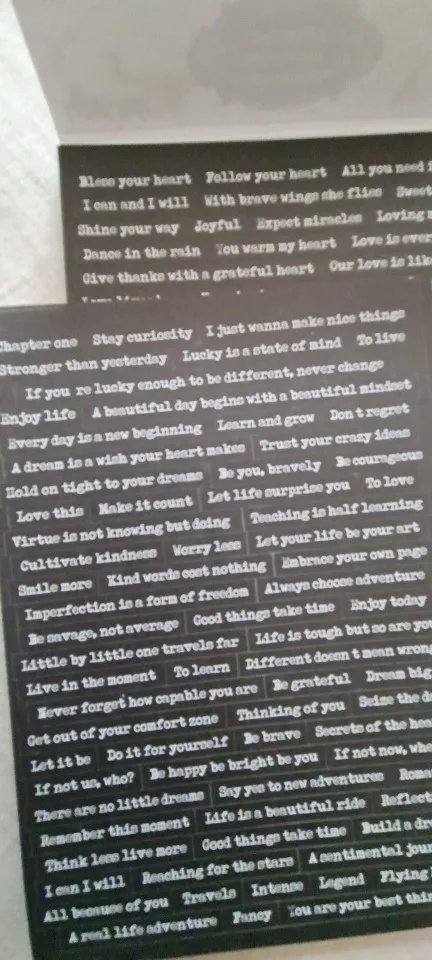 Bless your heart Follow your heart All you need
I can and I will With brave wings she flies Sweet
Shine your way Joyful Expect miracles Loving
Dance in the rain You warm my heart Love is
Give thanks with a grateful heart Our love is
Chapter one Stay curiosity I just wanna make nice things
Stronger than yesterday Lucky is a state of mind To live
If you re lucky enough to be different, never change
Enjoy life A beautiful day begins with a beautiful mindset
Every day is a new beginning Learn and grow Don t regret
A dream is a wish your heart makes Trust your crazy ideas
Hold on tight to your dreams Be you, bravely Be courageous
Love this Make it count Let life surprise you To love
Virtue is not knowing but doing Teaching is half learning
Cultivate kindness Worry less Let your life be your art
Smile more Kind words cost nothing Embrace your own page
Imperfection is a form of freedom Always choose adventure
Be savage, not average Good things take time Enjoy today
Little by little one travels far Life is tough but so are you
Live in the moment To learn Different doesn t mean wrong
Never forget how capable you are Be grateful Dream big
Get out of your comfort zone Thinking of you Seize the
Let it be Do it for yourself Be brave Secrets of the
If not us, who? Be happy be bright be you If not now,
There are no little dreams Say yes to new adventures
Remember this moment Life is a beautiful ride Reflect
Think less live more Good things take time Build a
I can I will Reaching for the stars A sentimental
All because of you Travels Intense Legend Flying
A real life adventure Fancy You are your best